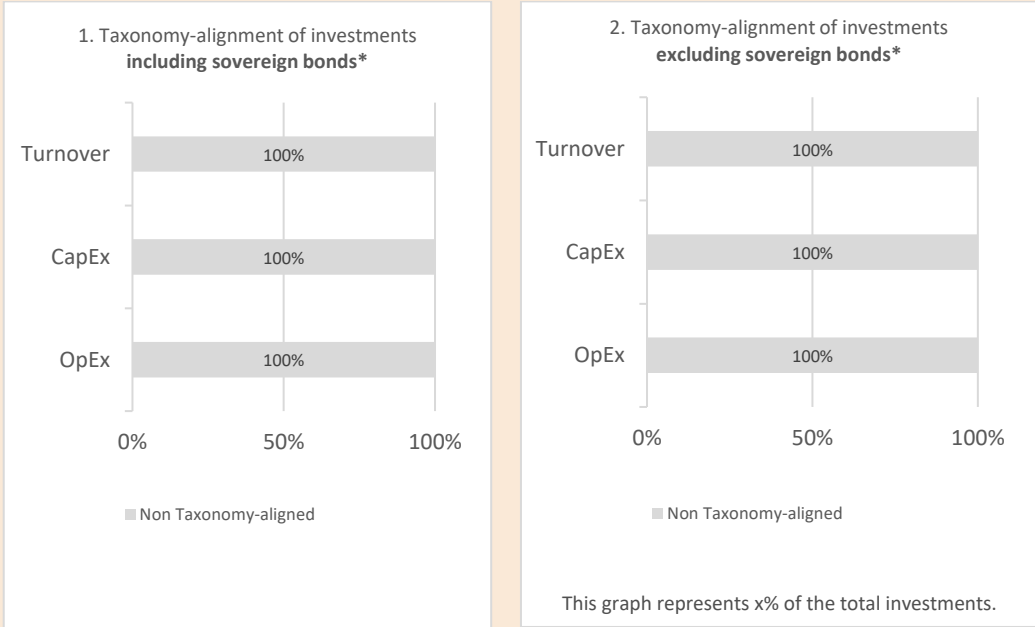 1. Taxonomy-alignment of investments
including sovereign bonds*
Turnover
100%
CapEx
100%
OpEx
100%
0%
50%
100%
Non Taxonomy-aligned
2. Taxonomy-alignment of investments
excluding sovereign bonds*
Turnover
100%
CapEx
100%
OpEx
100%
0%
50%
100%
Non Taxonomy-aligned
This graph represents x% of the total investments.